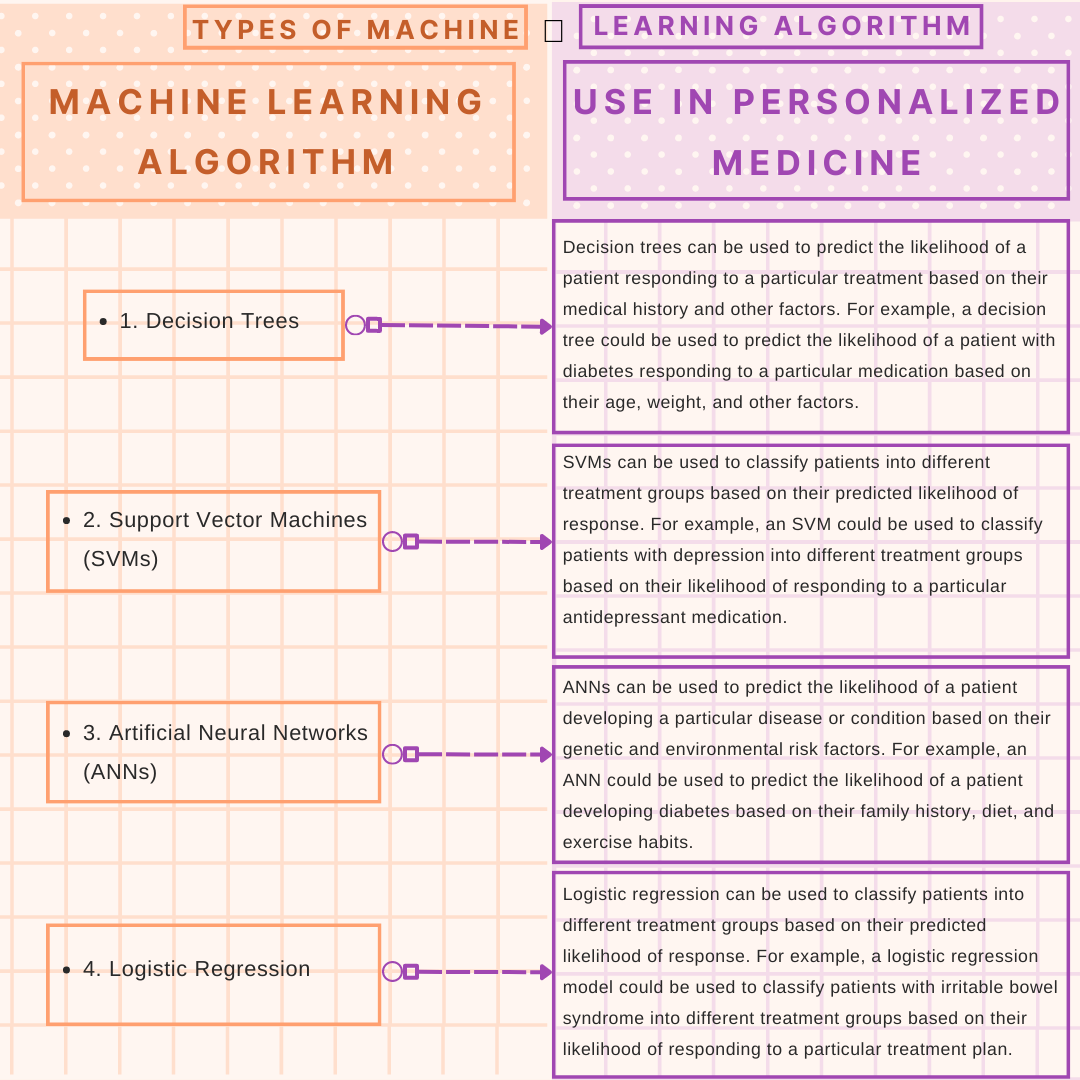 TYPES OF MACHINE LEARNING ALGORITHM
MACHINE LEARNING
ALGORITHM
USE IN PERSONALIZED
MEDICINE
• 1. Decision Trees
Decision trees can be used to predict the likelihood of a
patient responding to a particular treatment based on their
medical history and other factors. For example, a decision
tree could be used to predict the likelihood of a patient with
diabetes responding to a particular medication based on
their age, weight, and other factors.
• 2. Support Vector Machines
(SVMs)
SVMs can be used to classify patients into different
treatment groups based on their predicted likelihood of
response. For example, an SVM could be used to classify
patients with depression into different treatment groups
based on their likelihood of responding to a particular
antidepressant medication.
• 3. Artificial Neural Networks
(ANNs)
ANNs can be used to predict the likelihood of a patient
developing a particular disease or condition based on their
genetic and environmental risk factors. For example, an
ANN could be used to predict the likelihood of a patient
developing diabetes based on their family history, diet, and
exercise habits.
• 4. Logistic Regression
Logistic regression can be used to classify patients into
different treatment groups based on their predicted
likelihood of response. For example, a logistic regression
model could be used to classify patients with irritable bowel
syndrome into different treatment groups based on their
likelihood of responding to a particular treatment plan.